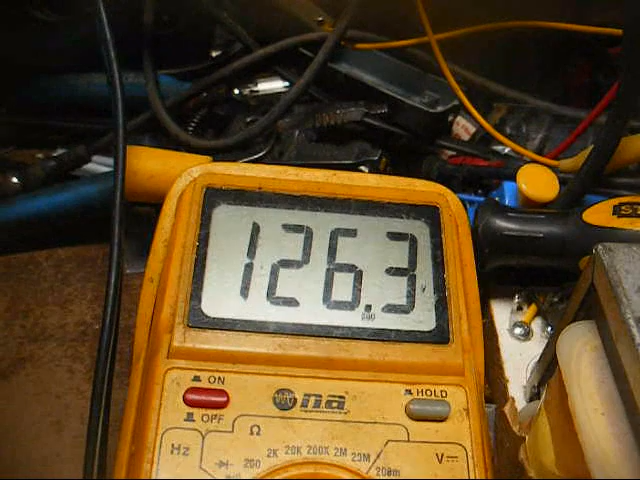 126.3
ON
OFF
na
HOLD
Hz
Ω
200 2K 20K 200K 2M 20M
V
200m